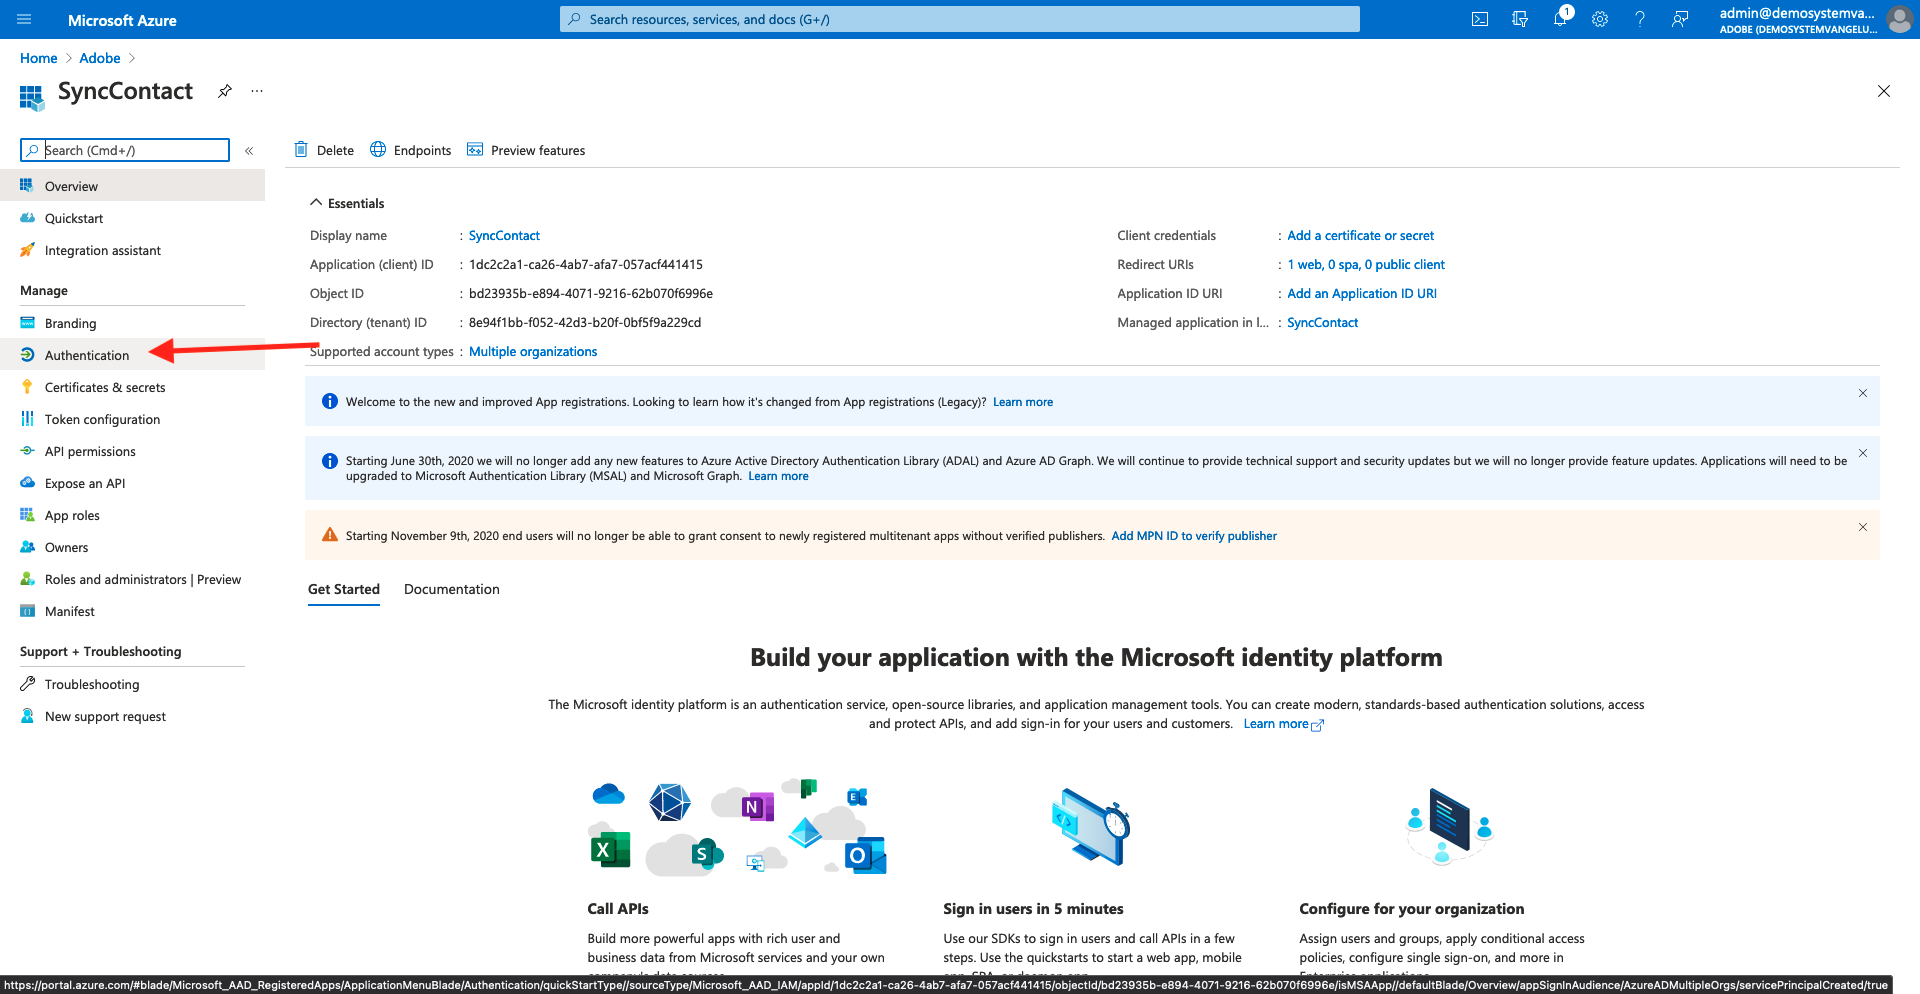 Microsoft Azure
Search resources, services, and docs (G+/)
1
admin@demosystemva...
ADOBE (DEMOSYSTEMVANGELU...
Home > Adobe >
SyncContact
...
Search (Cmd+/)
«
Delete
Endpoints
Preview features
Overview
Quickstart
Integration assistant
Manage
Branding
Authentication
Certificates & secrets
Token configuration
API permissions
Expose an API
App roles
Owners
Roles and administrators | Preview
Manifest
Support + Troubleshooting
Troubleshooting
New support request
Essentials
Display name : SyncContact
Application (client) ID : 1dc2c2a1-ca26-4ab7-afa7-057acf441415
Object ID : bd23935b-e894-4071-9216-62b070f6996e
Directory (tenant) ID : 8e94f1bb-f052-42d3-b20f-0bf5f9a229cd
Supported account types : Multiple organizations
Client credentials : Add a certificate or secret
Redirect URIs : 1 web, 0 spa, 0 public client
Application ID URI : Add an Application ID URI
Managed application in l... : SyncContact
Welcome to the new and improved App registrations. Looking to learn how it's changed from App registrations (Legacy)? Learn more
Starting June 30th, 2020 we will no longer add any new features to Azure Active Directory Authentication Library (ADAL) and Azure AD Graph. We will continue to provide technical support and security updates but we will no longer provide feature updates. Applications will need to be
upgraded to Microsoft Authentication Library (MSAL) and Microsoft Graph. Learn more
Starting November 9th, 2020 end users will no longer be able to grant consent to newly registered multitenant apps without verified publishers. Add MPN ID to verify publisher
Get Started
Documentation
Build your application with the Microsoft identity platform
The Microsoft identity platform is an authentication service, open-source libraries, and application management tools. You can create modern, standards-based authentication solutions, access
and protect APIs, and add sign-in for your users and customers. Learn more
N
E
X
S
O
Call APIs
Build more powerful apps with rich user and
business data from Microsoft services and your own
company's data sources.
Sign in users in 5 minutes
Use our SDKs to sign in users and call APIs in a few
steps. Use the quickstarts to start a web app, mobile
app, SPA, or daemon app.
Configure for your organization
Assign users and groups, apply conditional access
policies, configure single sign-on, and more in
Enterprise applications.
https://portal.azure.com/#blade/Microsoft_AAD_RegisteredApps/ApplicationMenuBlade/Authentication/quickStartType//sourceType/Microsoft_AAD_IAM/appId/1dc2c2a1-ca26-4ab7-afa7-057acf441415/objectId/bd23935b-e894-4071-9216-62b070f6996e/isMSAApp//defaultBlade/Overview/appSignInAudience/AzureADMultipleOrgs/servicePrincipalCreated/true